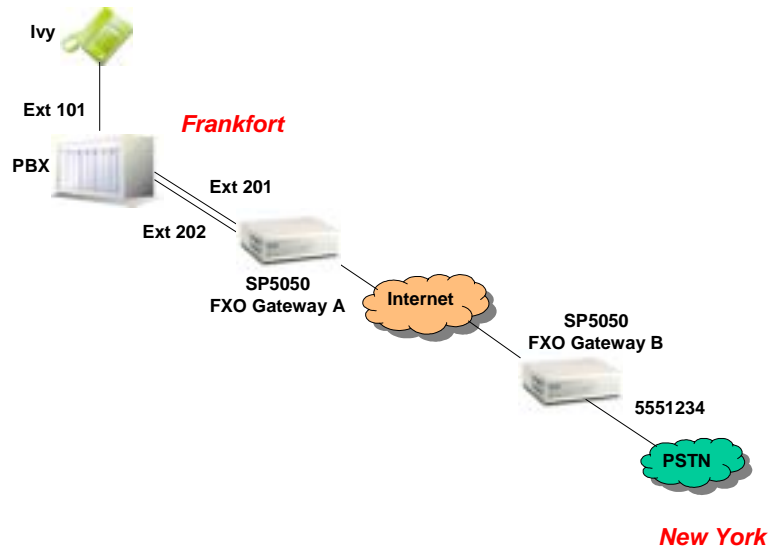 Ivy
Ext 101
Frankfort
PBX
Ext 201
Ext 202
SP5050
FXO Gateway A
Internet
SP5050
FXO Gateway B
5551234
PSTN
New York